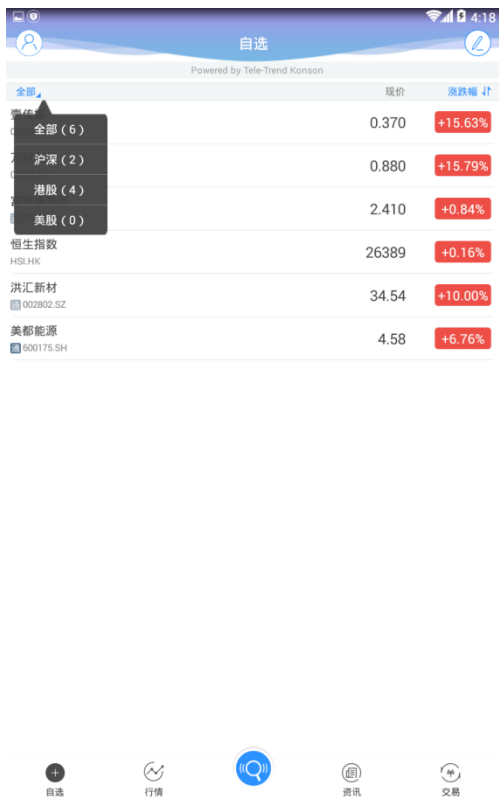 4:18
自选
Powered by Tele-Trend Konson
全部 现价 涨跌幅
全部 ( 6 )
沪深 ( 2 )
港股 ( 4 )
美股 ( 0 )
0.370 +15.63%
0.880 +15.79%
2.410 +0.84%
恒生指数
HSI.HK
26389 +0.16%
洪汇新材
002802.SZ
34.54 +10.00%
美都能源
600175.SH
4.58 +6.76%
自选 行情 资讯 交易